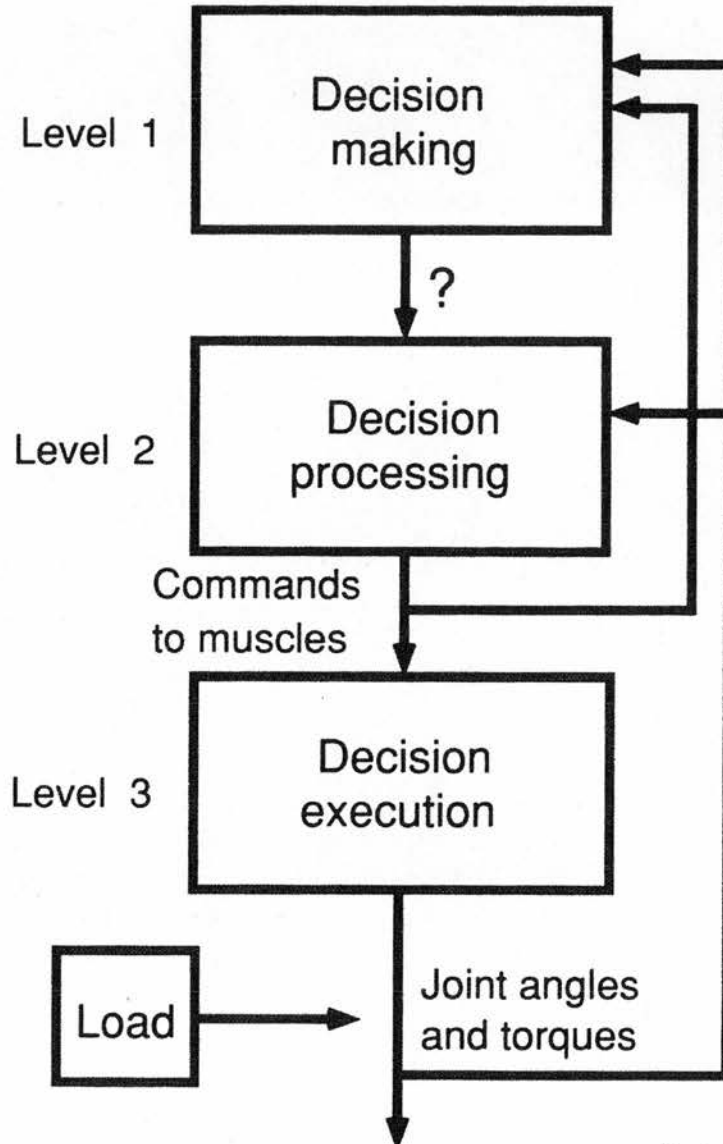 Decision
making
Level 1
?
Decision
processing
Level 2
Commands
to muscles
Decision
execution
Level 3
Load
Joint angles
and torques